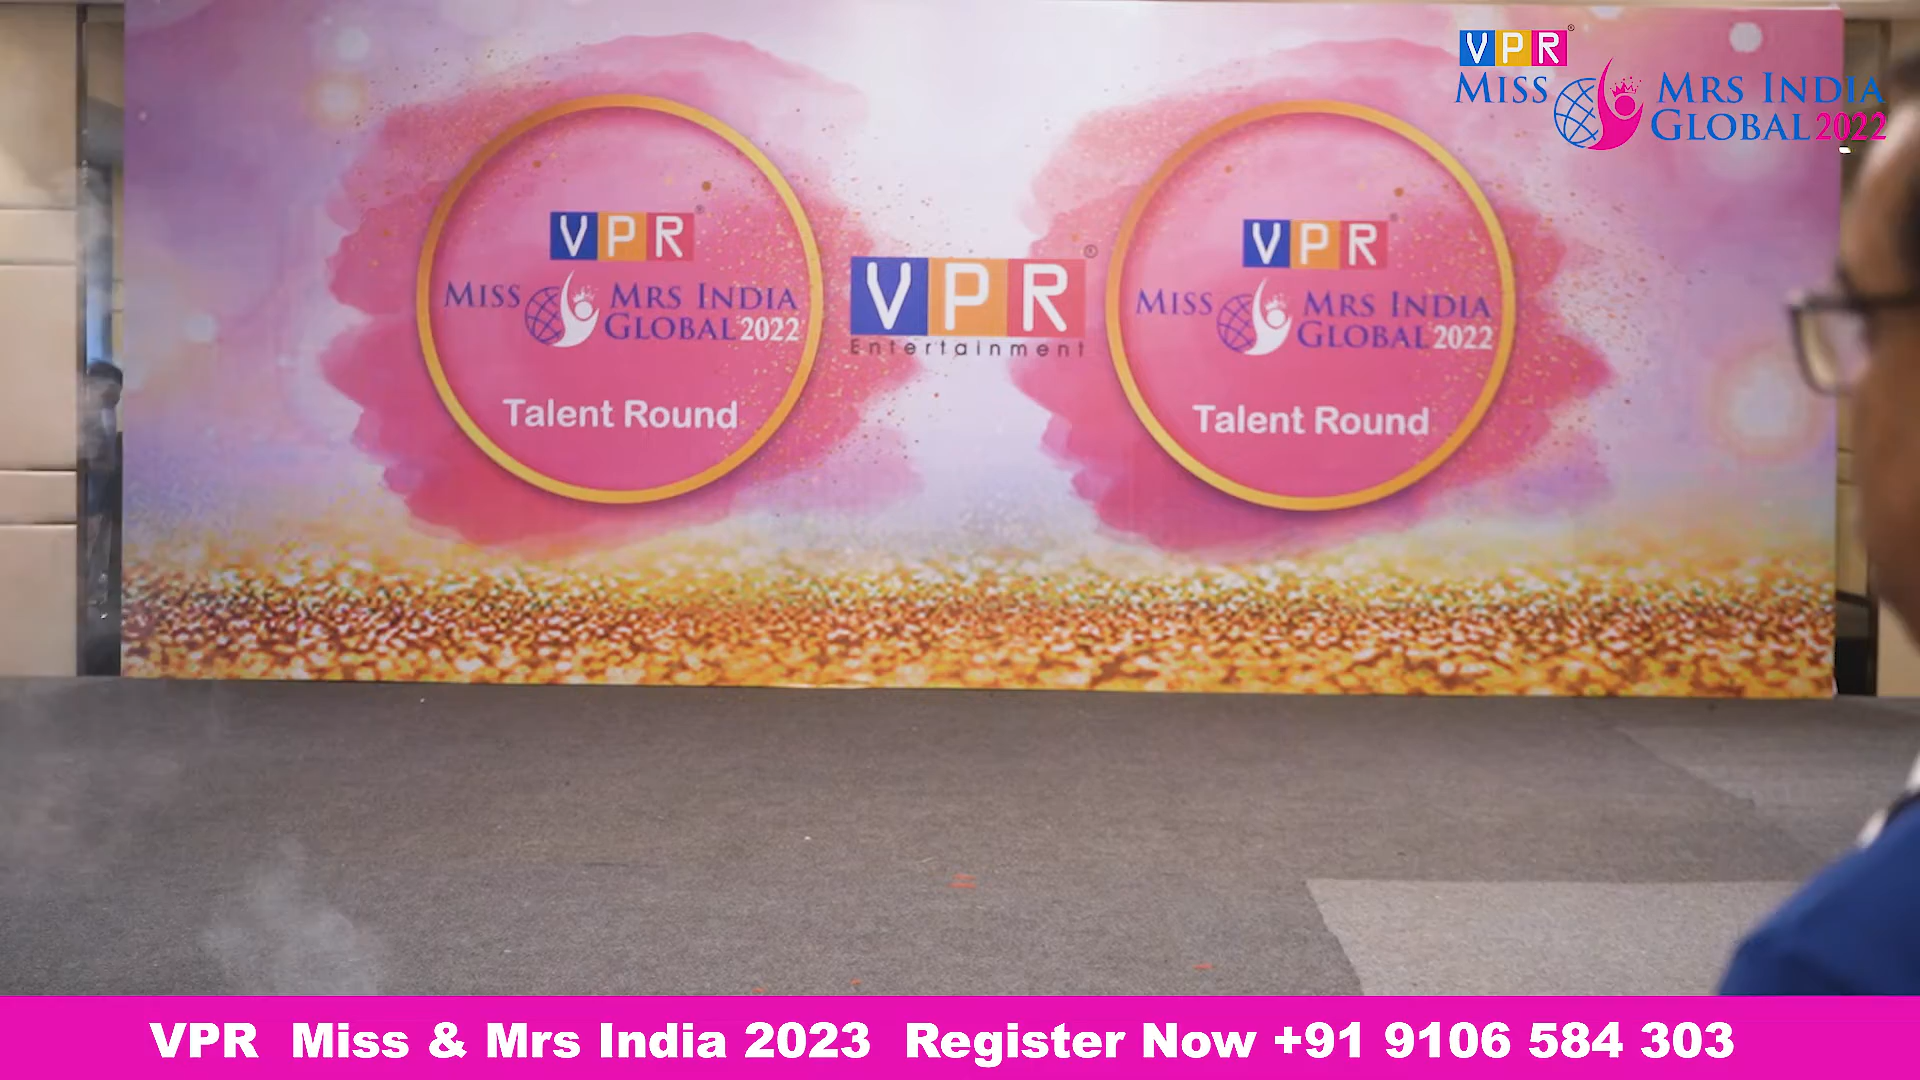 VPR®
MISS MRS INDIA
GLOBAL 2022
VPR®
MISS MRS INDIA
GLOBAL 2022
Talent Round
VPR®
Entertainment
VPR®
MISS MRS INDIA
GLOBAL 2022
Talent Round
VPR Miss & Mrs India 2023 Register Now +91 9106 584 303